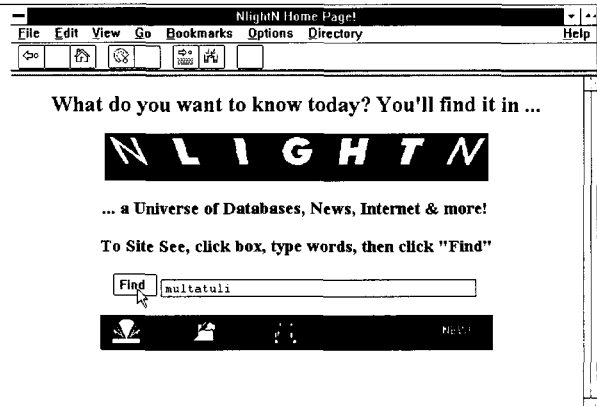 NlightN Home Page!
File Edit View Go Bookmarks Options Directory Help
What do you want to know today? You'll find it in ...
NLIGHTN
... a Universe of Databases, News, Internet & more!
To Site See, click box, type words, then click "Find"
Find multatuli
NEW!